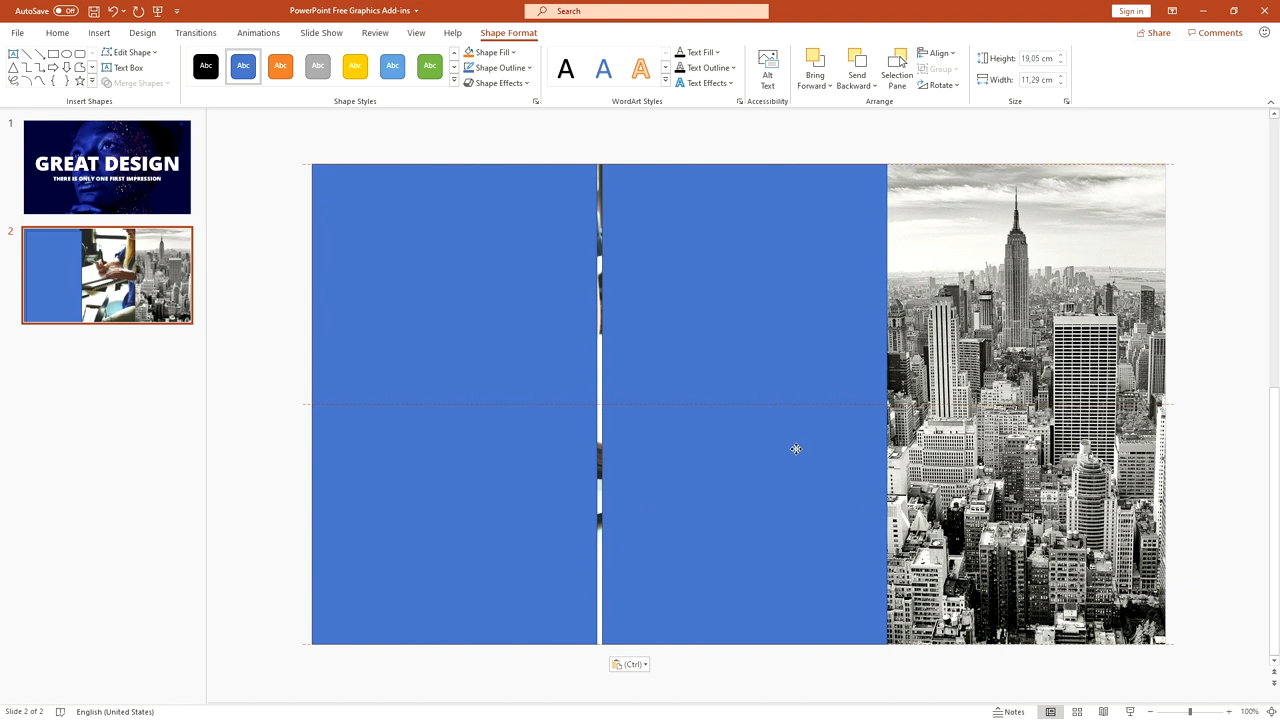 AutoSave Off
PowerPoint Free Graphics Add-ins
Search
Sign in
File Home Insert Design Transitions Animations Slide Show Review View Help Shape Format
Share Comments
Edit Shape
Text Box
Merge Shapes
Insert Shapes
Abc Abc Abc Abc Abc Abc Abc
Shape Fill
Shape Outline
Shape Effects
Shape Styles
A A A
Text Fill
Text Outline
Text Effects
WordArt Styles
Alt Text
Accessibility
Bring Forward
Send Backward
Selection Pane
Align
Group
Rotate
Arrange
Height: 19,05 cm
Width: 11,29 cm
Size
1
GREAT DESIGN
THERE IS ONLY ONE FIRST IMPRESSION
2
(Ctrl)
Slide 2 of 2 English (United States) Notes 100%